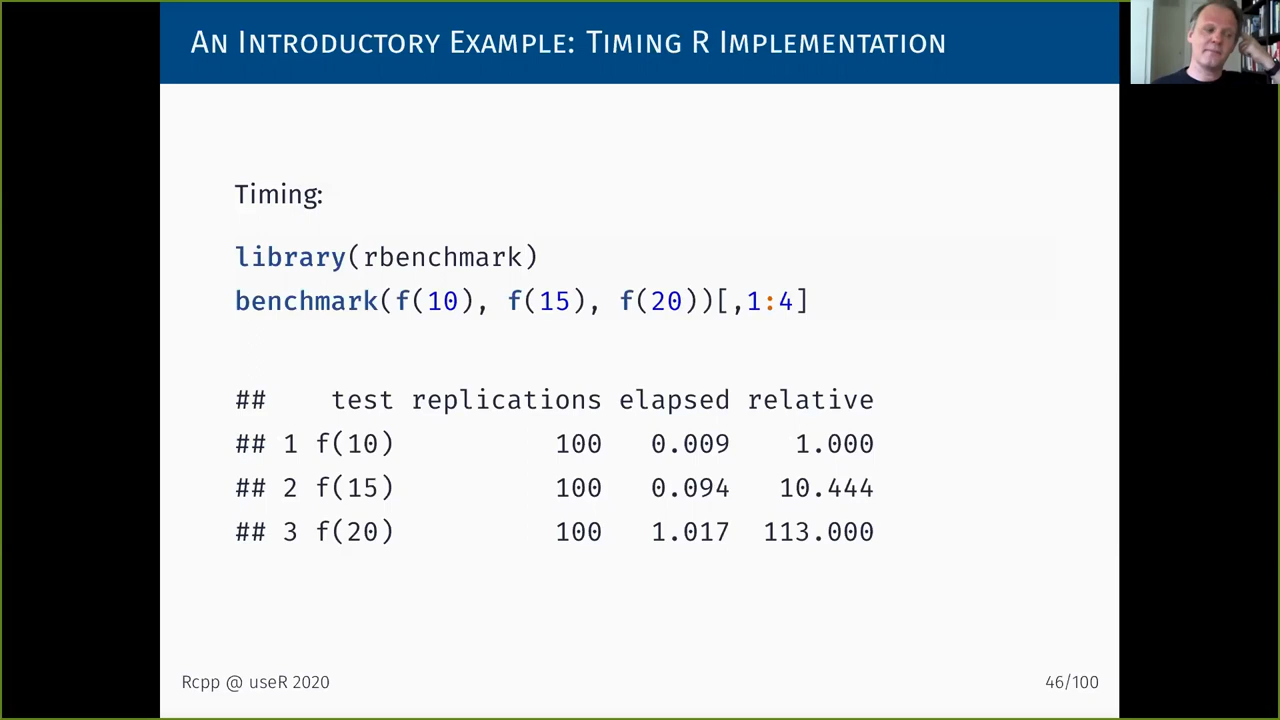 An Introductory Example: Timing R Implementation
Timing:
library(rbenchmark)
benchmark(f(10), f(15), f(20))[,1:4]
##    test replications elapsed relative
## 1 f(10)          100   0.009    1.000
## 2 f(15)          100   0.094   10.444
## 3 f(20)          100   1.017  113.000
Rcpp @ useR 2020
46/100